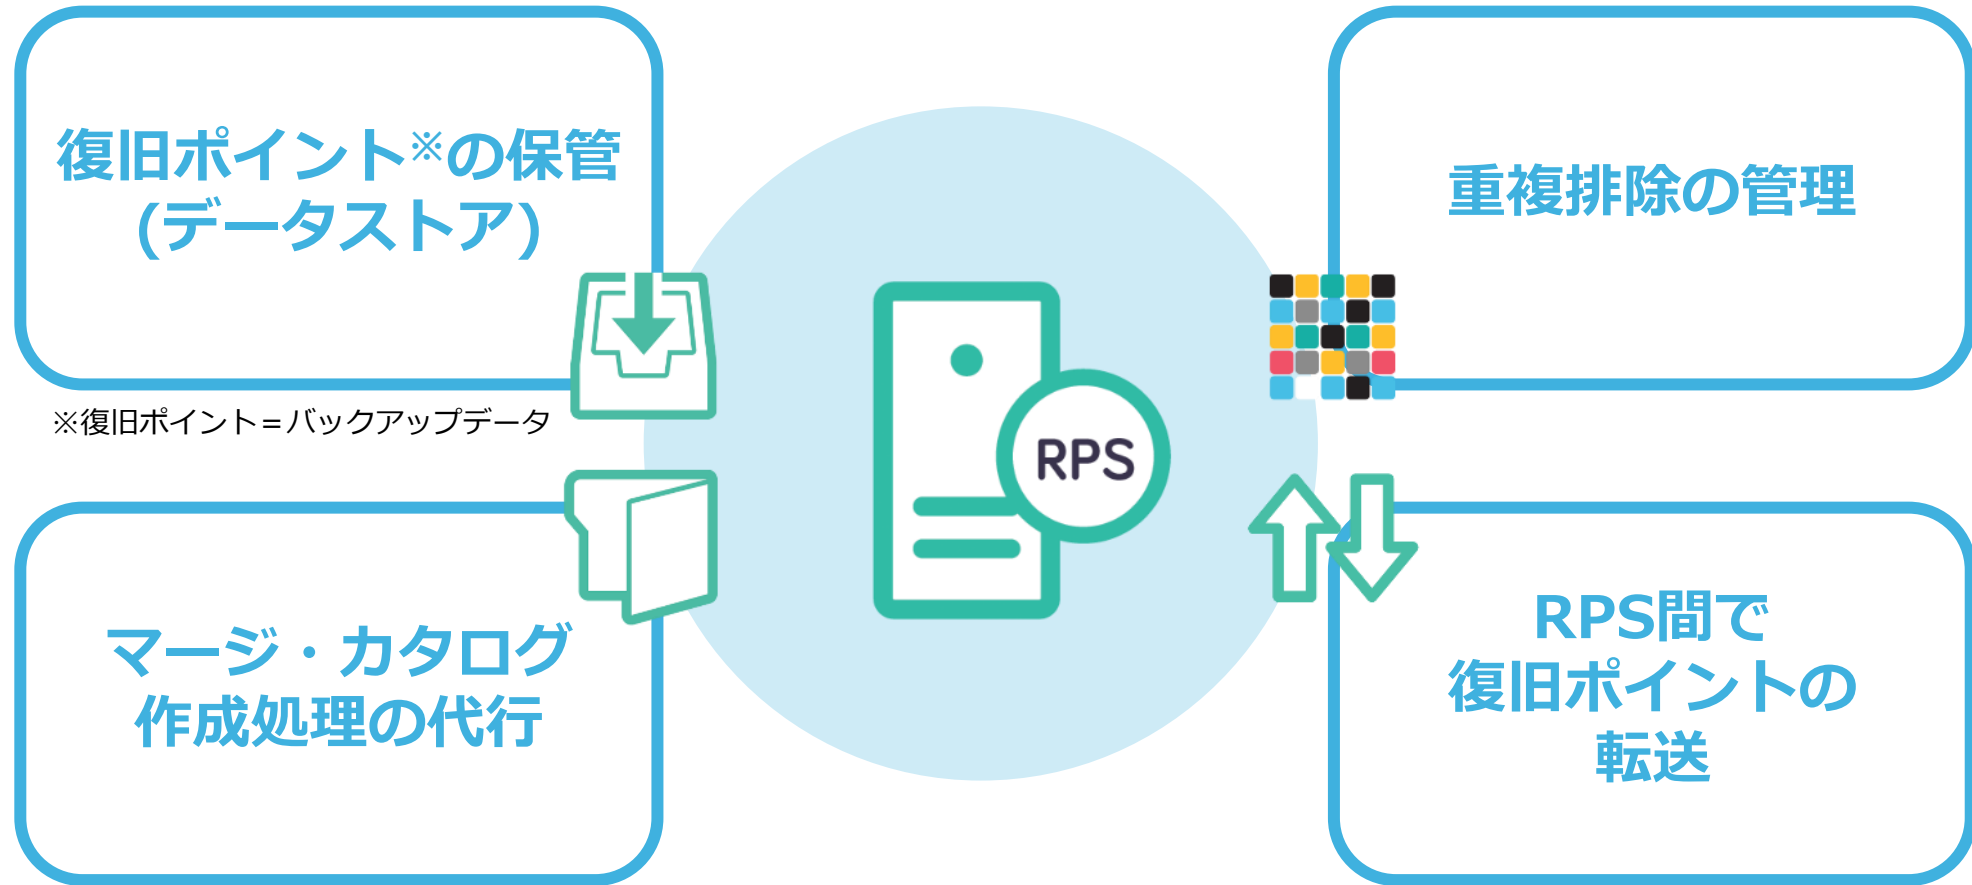 復旧ポイント※の保管
(データストア)
※復旧ポイント=バックアップデータ
重複排除の管理
RPS
マージ・カタログ
作成処理の代行
RPS間で
復旧ポイントの
転送